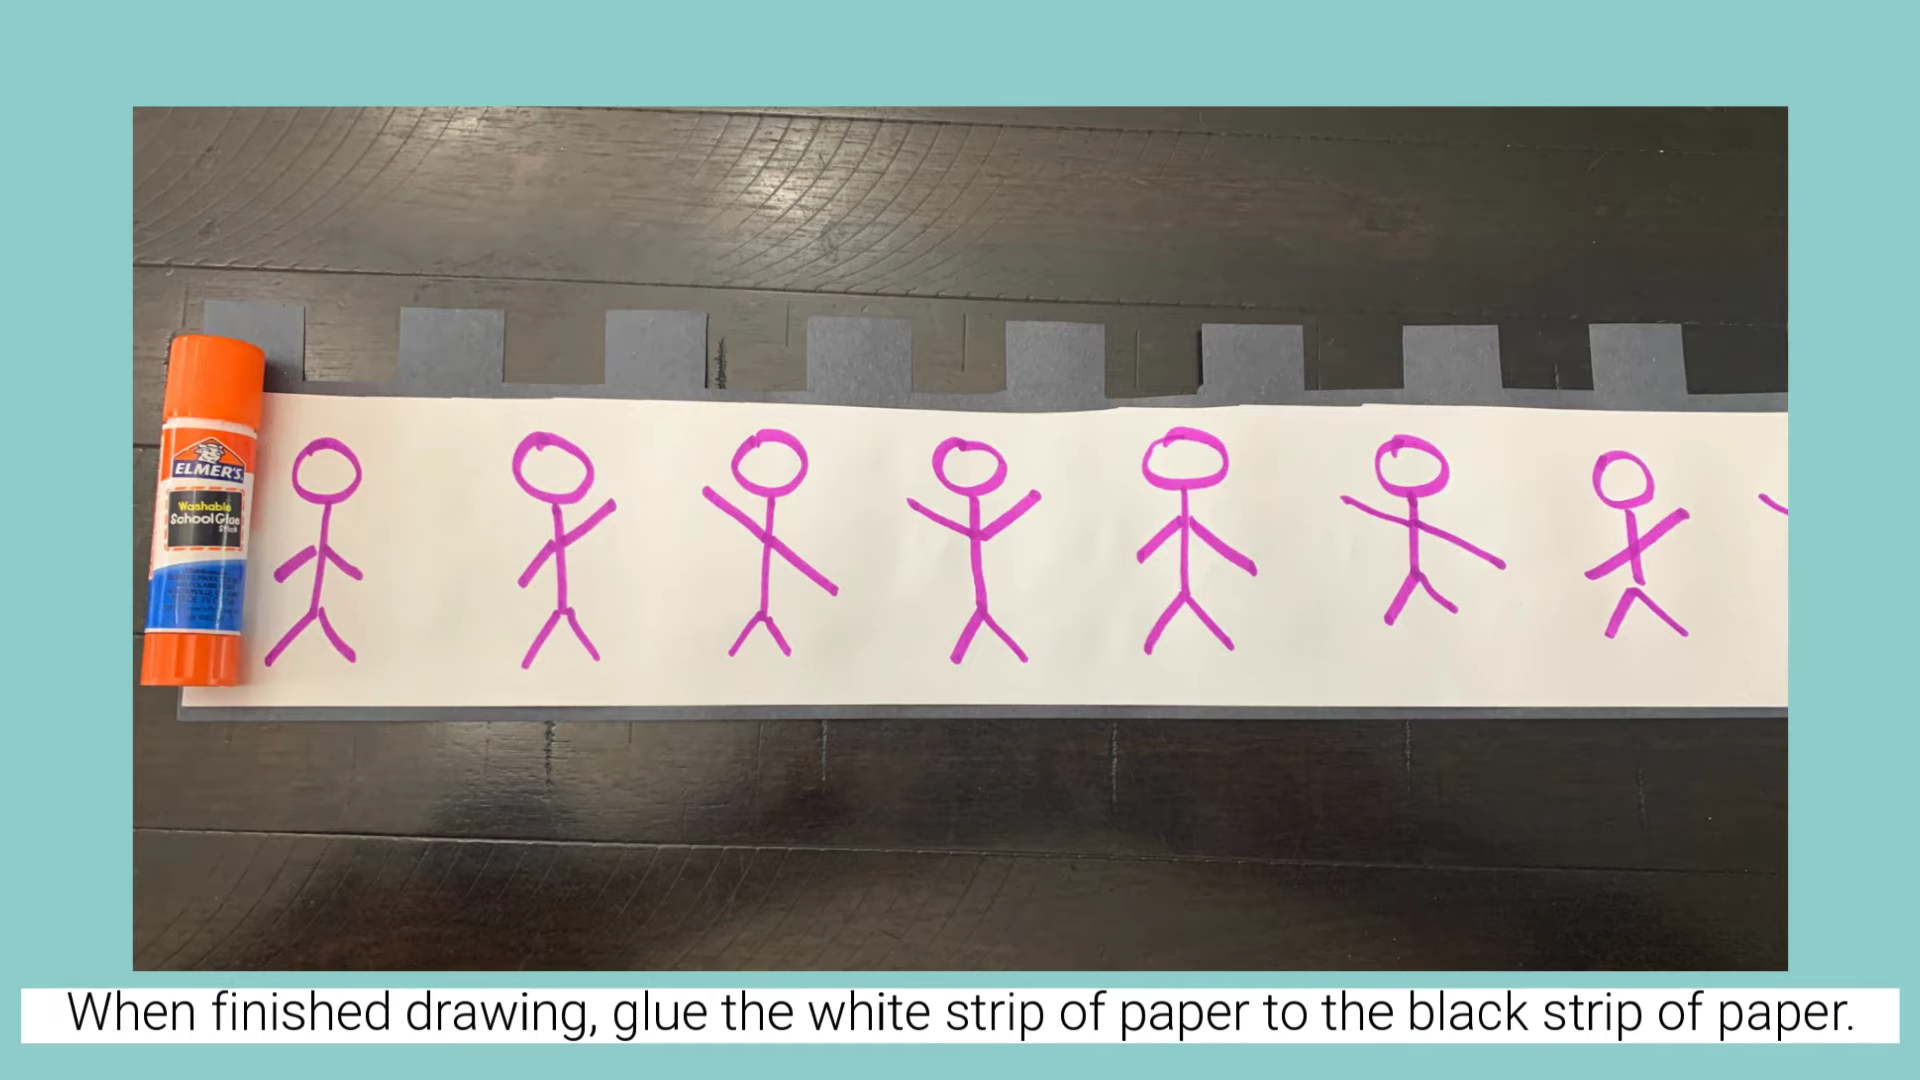 ELMER'S
Washable
School Glue
Stick
When finished drawing, glue the white strip of paper to the black strip of paper.